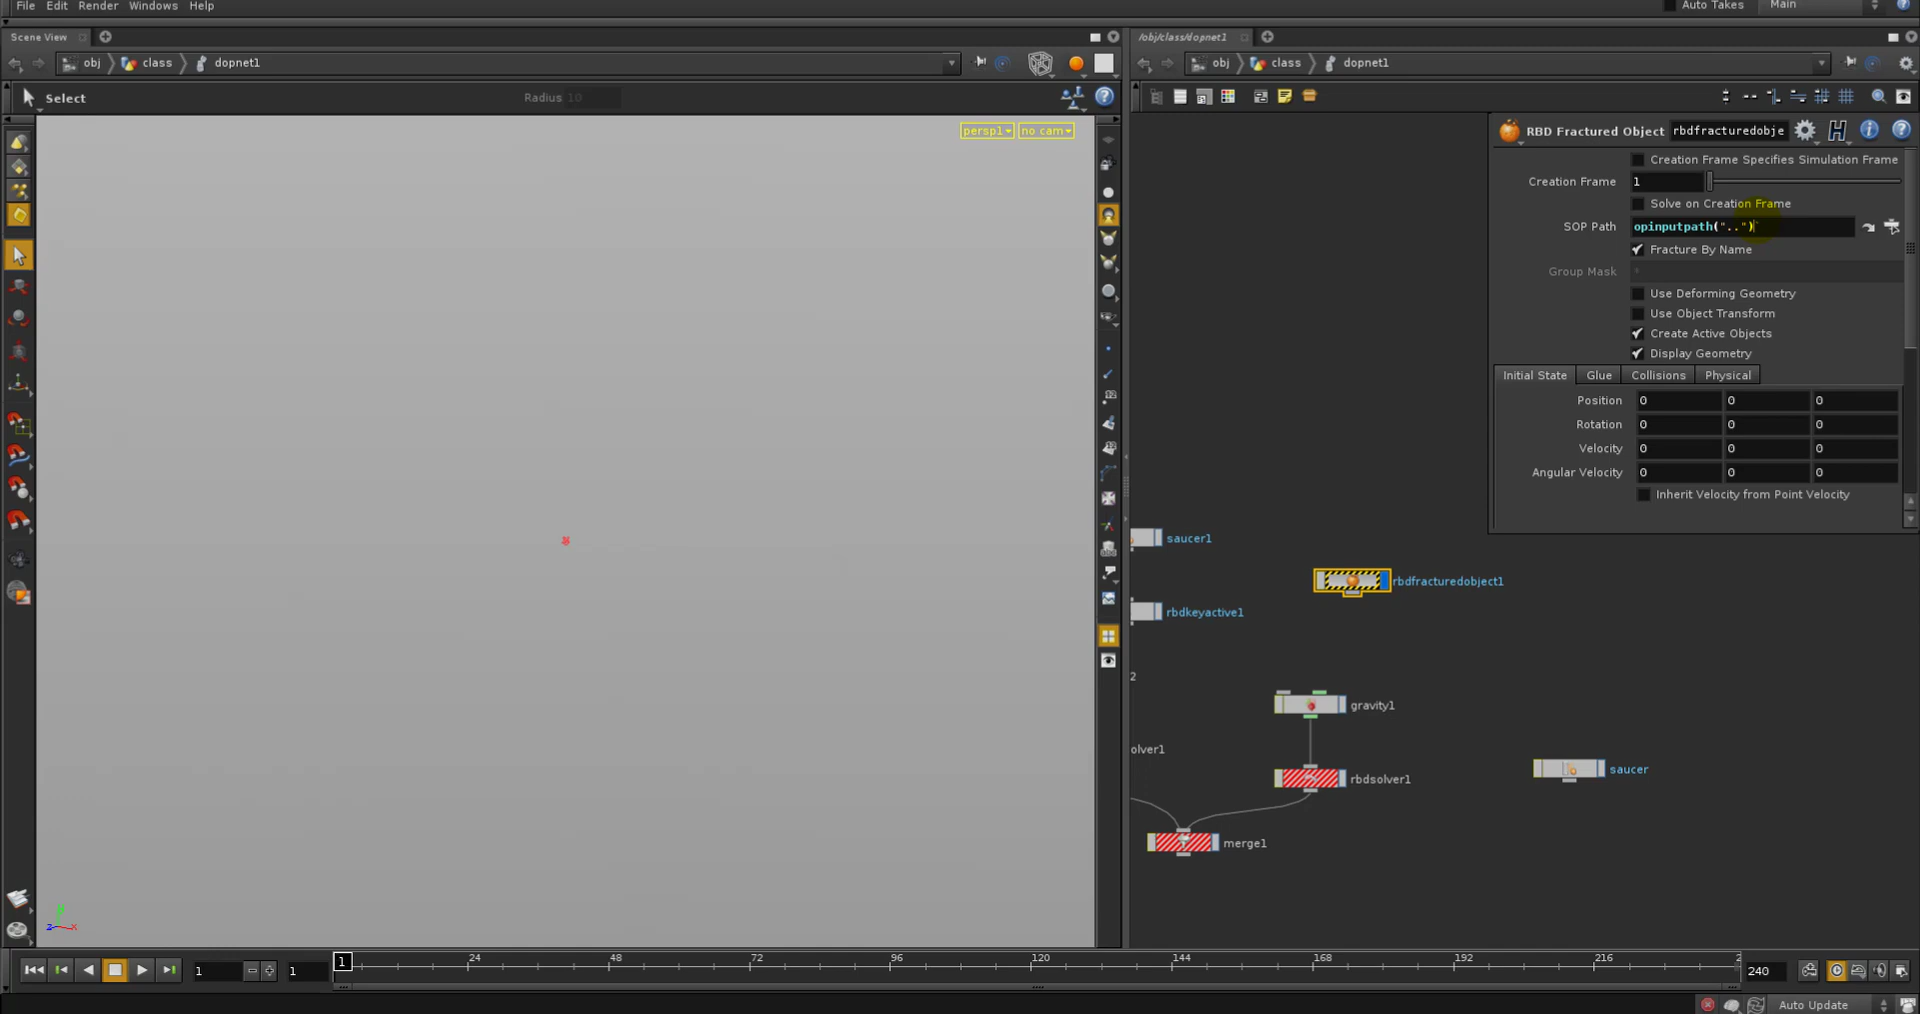 File Edit Render Windows Help
Auto Takes Main
Scene View
/obj/class/dopnet1
obj class dopnet1
obj class dopnet1
Select
Radius 10
persp1 no cam
RBD Fractured Object rbdfracturedobje
Creation Frame Specifies Simulation Frame
Creation Frame 1
Solve on Creation Frame
SOP Path opinputpath("..")
Fracture By Name
Group Mask
Use Deforming Geometry
Use Object Transform
Create Active Objects
Display Geometry
Initial State Glue Collisions Physical
Position 0 0 0
Rotation 0 0 0
Velocity 0 0 0
Angular Velocity 0 0 0
Inherit Velocity from Point Velocity
saucer1
rbdfracturedobject1
rbdkeyactive1
2
gravity1
olver1
saucer
rbdsolver1
merge1
z y x
1 1 1 24 48 72 96 120 144 168 192 216 2 240
Auto Update